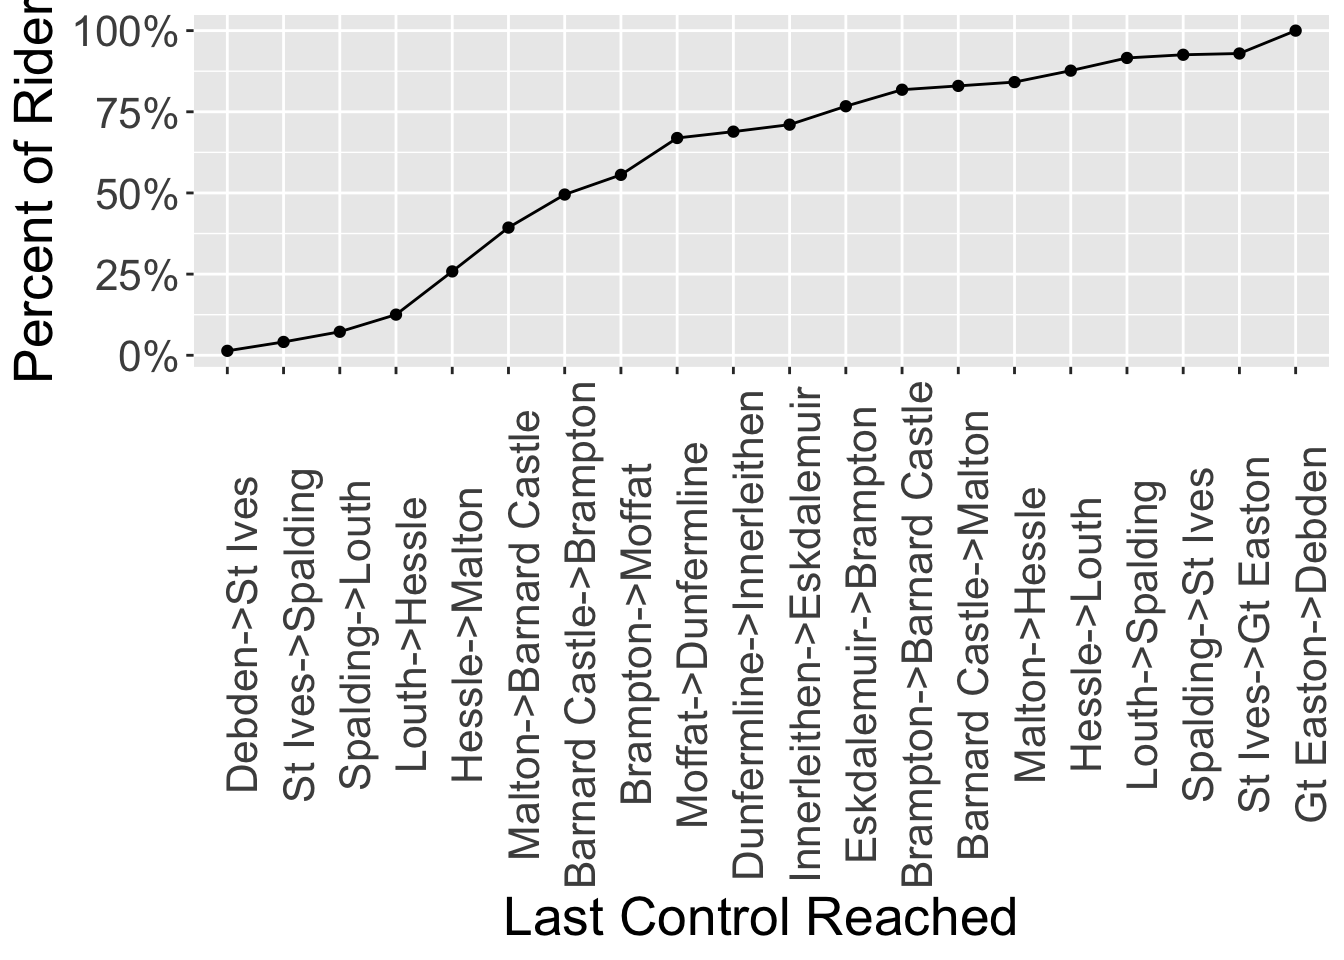 Percent of Rider
100%
75%
50%
25%
0%
Debden->St Ives
St Ives->Spalding
Spalding->Louth
Louth->Hessle
Hessle->Malton
Malton->Barnard Castle
Barnard Castle->Brampton
Brampton->Moffat
Moffat->Dunfermline
Dunfermline->Innerleithen
Innerleithen->Eskdalemuir
Eskdalemuir->Brampton
Brampton->Barnard Castle
Barnard Castle->Malton
Malton->Hessle
Hessle->Louth
Louth->Spalding
Spalding->St Ives
St Ives->Gt Easton
Gt Easton->Debden
Last Control Reached